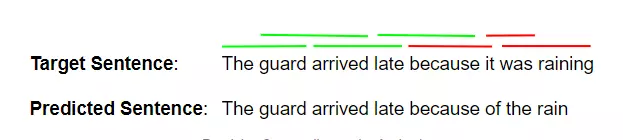 Target Sentence: The guard arrived late because it was raining
Predicted Sentence: The guard arrived late because of the rain